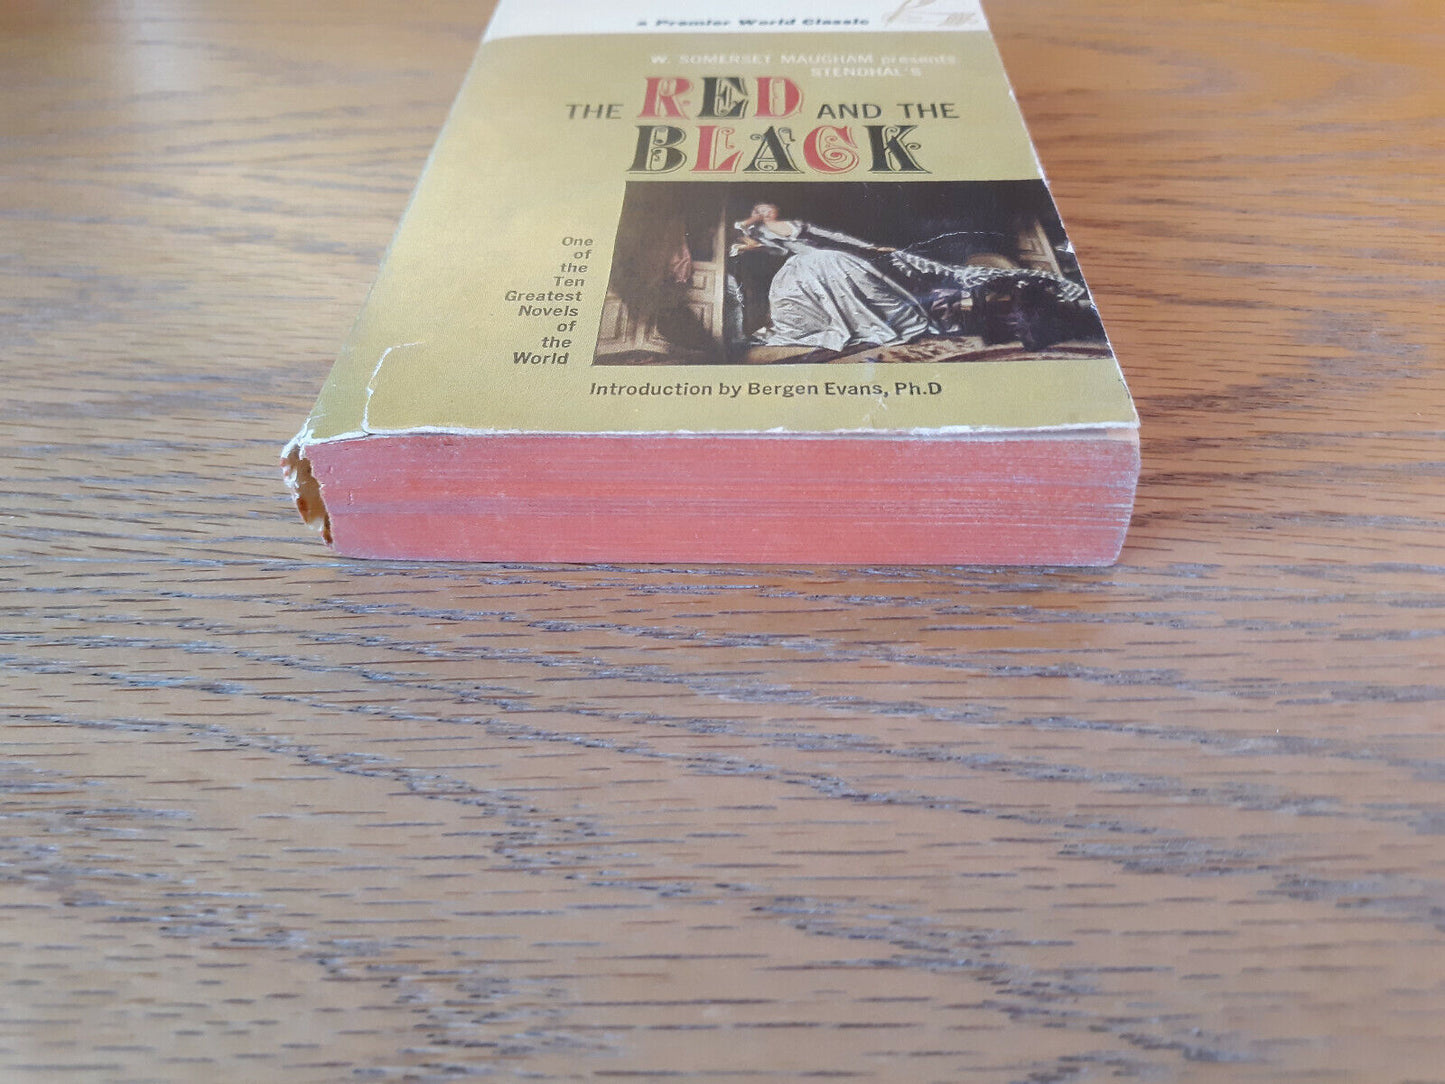 a Premier World Classic
W. SOMERSET MAUGHAM presents
STENDHAL'S
THE RED AND THE
BLACK
One
of
the
Ten
Greatest
Novels
of
the
World
Introduction by Bergen Evans, Ph.D